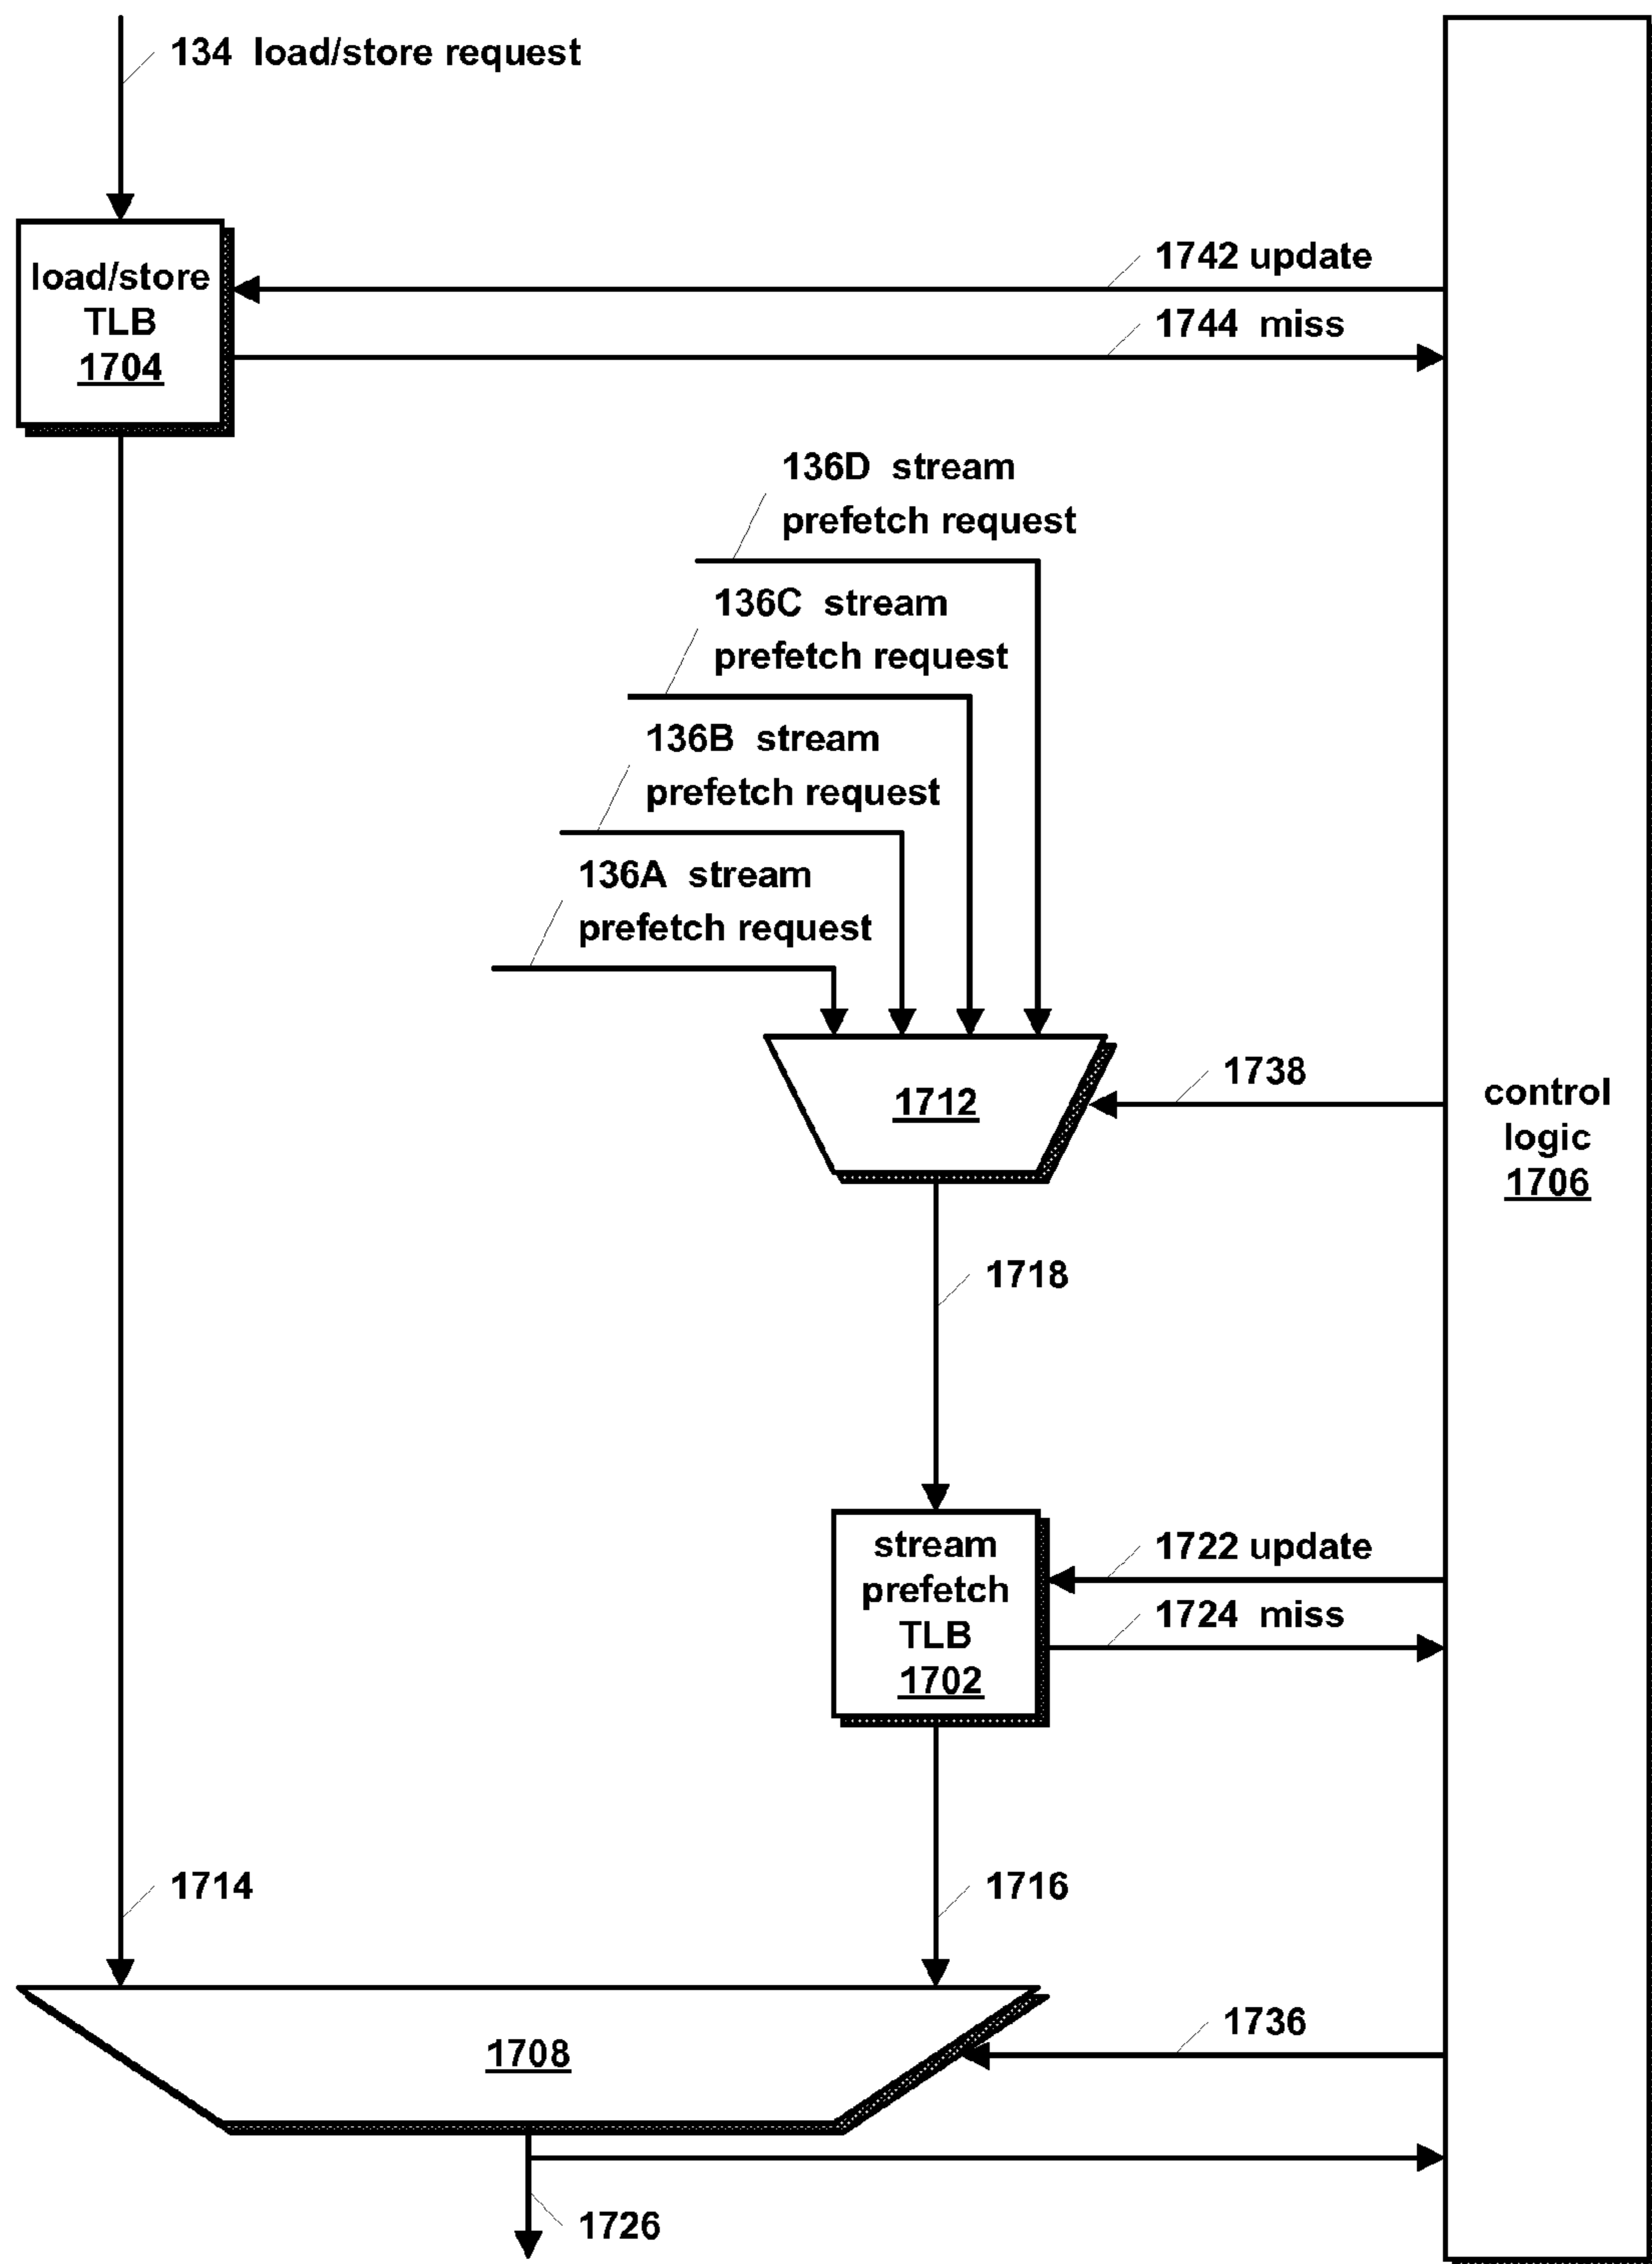 134 load/store request
load/store
TLB
1704
1742 update
1744 miss
136D stream
prefetch request
136C stream
prefetch request
136B stream
prefetch request
136A stream
prefetch request
1712
1738
control
logic
1706
1718
stream
prefetch
TLB
1702
1722 update
1724 miss
1714
1716
1708
1736
1726